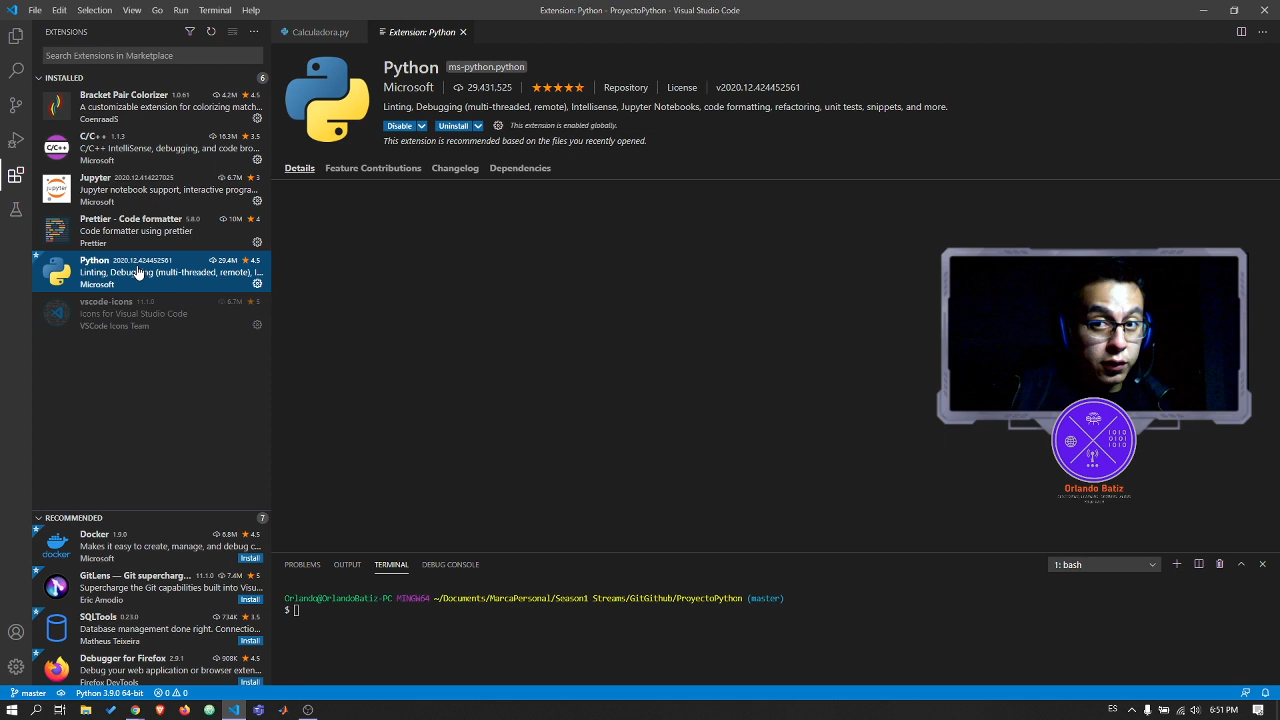 File Edit Selection View Go Run Terminal Help
Extension: Python - ProyectoPython - Visual Studio Code
EXTENSIONS
Search Extensions in Marketplace
INSTALLED 6
Bracket Pair Colorizer 1.0.61 4.2M 4.5
A customizable extension for colorizing match...
CoenraadS
C/C++ 1.1.3 16.3M 3.5
C/C++ IntelliSense, debugging, and code bro...
Microsoft
Jupyter 2020.12.414227025 6.7M 3
Jupyter notebook support, interactive progra...
Microsoft
Prettier - Code formatter 5.8.0 10M 4
Code formatter using prettier
Prettier
Python 2020.12.424452561 29.4M 4.5
Linting, Debugging (multi-threaded, remote), I...
Microsoft
vscode-icons 11.1.0 6.7M 5
Icons for Visual Studio Code
VSCode Icons Team
RECOMMENDED 7
Docker 1.9.0 6.8M 4.5
Makes it easy to create, manage, and debug c...
Microsoft Install
GitLens — Git supercharg... 11.1.0 7.4M 5
Supercharge the Git capabilities built into Visu...
Eric Amodio Install
SQLTools 0.23.0 734K 3.5
Database management done right. Connectio...
Matheus Teixeira Install
Debugger for Firefox 2.9.1 908K 4.5
Debug your web application or browser exten...
Firefox DevTools Install
Calculadora.py
Extension: Python
Python ms-python.python
Microsoft 29.431.525 Repository License v2020.12.424452561
Linting, Debugging (multi-threaded, remote), Intellisense, Jupyter Notebooks, code formatting, refactoring, unit tests, snippets, and more.
Disable Uninstall This extension is enabled globally.
This extension is recommended based on the files you recently opened.
Details Feature Contributions Changelog Dependencies
1010
0101
1010
Orlando Batiz
PROBLEMS OUTPUT TERMINAL DEBUG CONSOLE 1: bash
Orlando@OrlandoBatiz-PC MINGW64 ~/Documents/MarcaPersonal/Season1 Streams/GitGithub/ProyectoPython (master)
$
master Python 3.9.0 64-bit 0 0
ES 6:51 PM